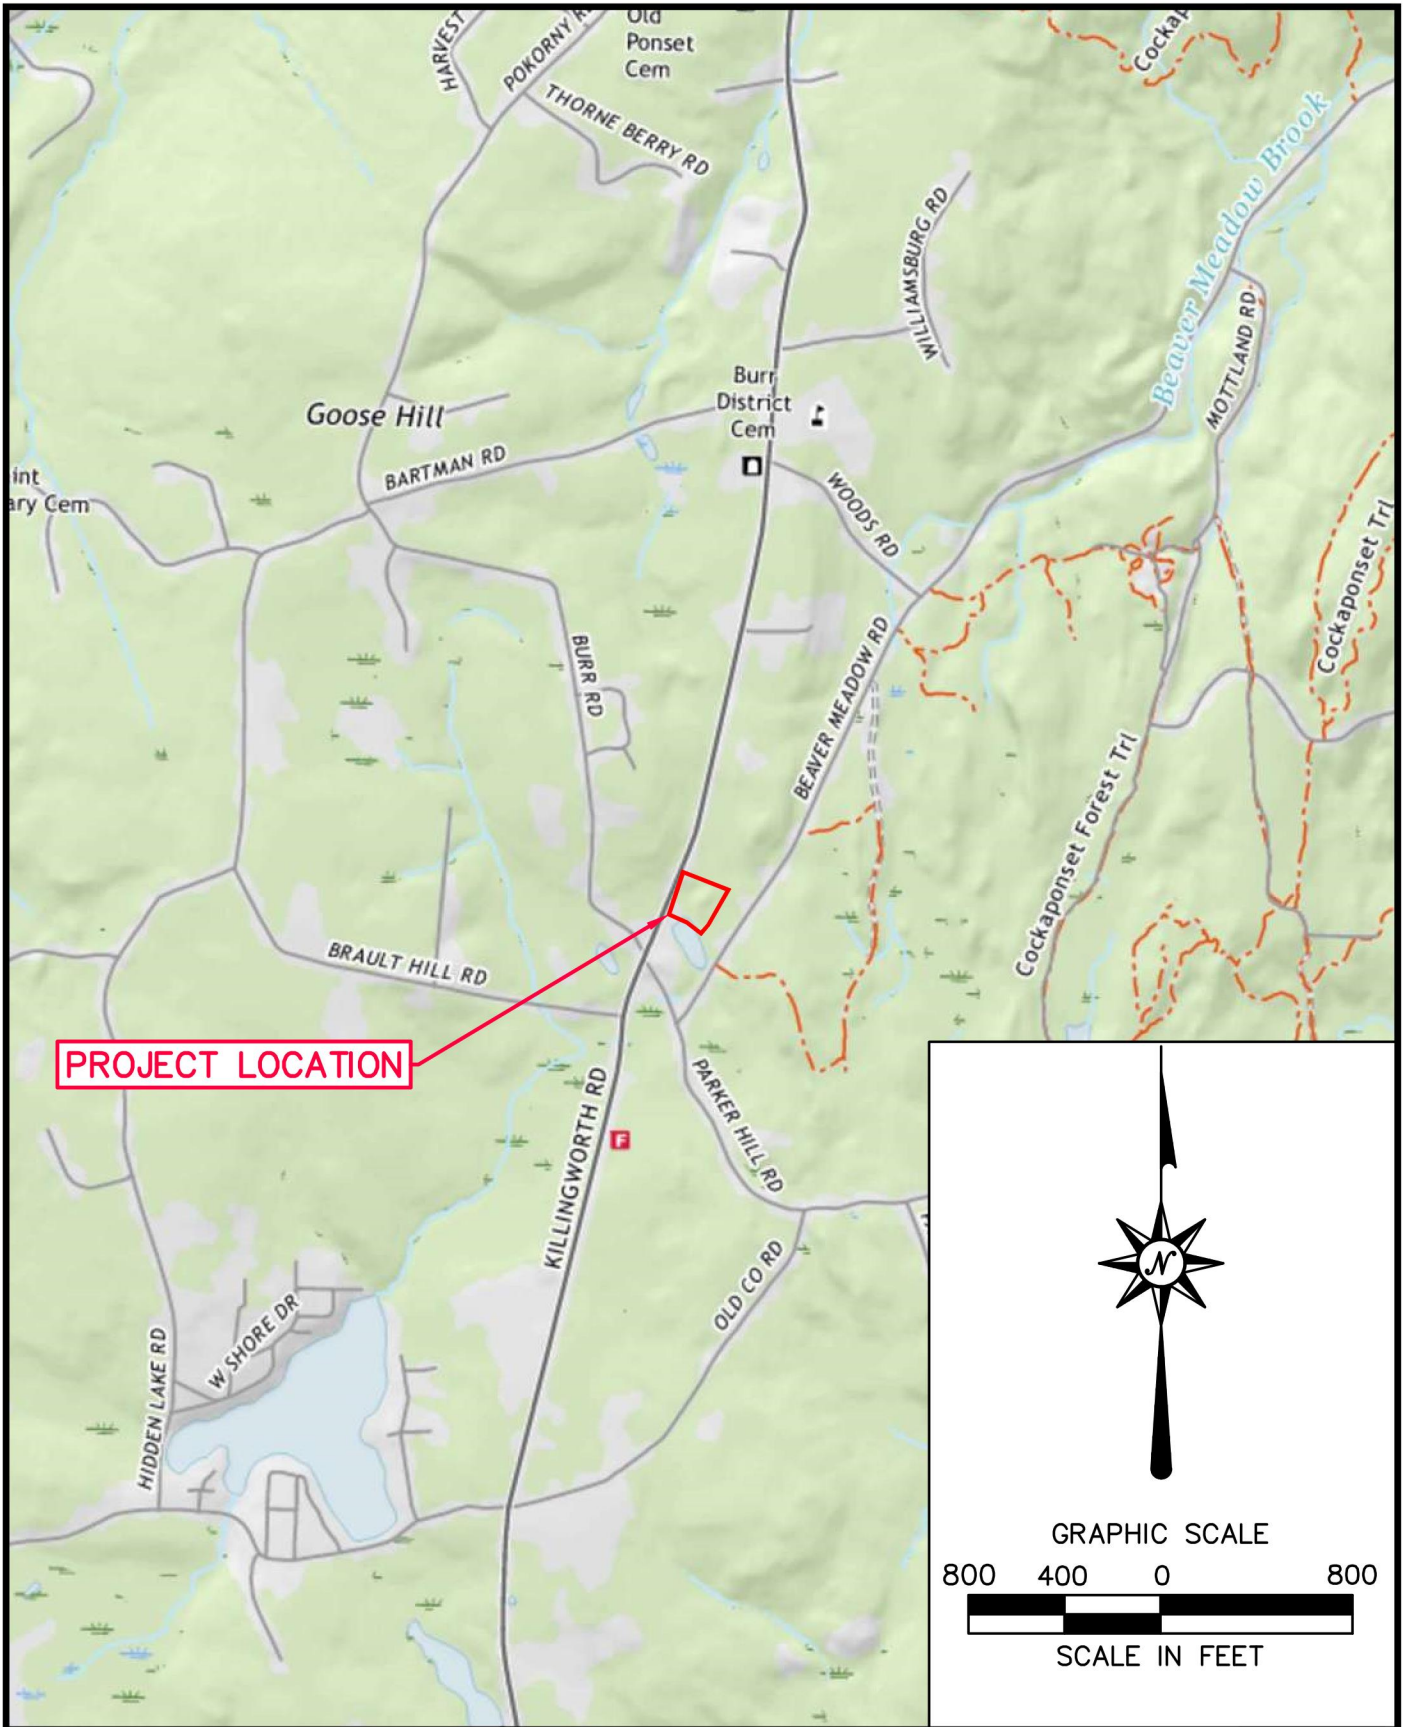 HARVEST
POKORNY R
Old
Ponset
Cem
THORNE BERRY RD
Cockap
Beaver Meadow Brook
WILLIAMSBURG RD
MOTTLAND RD
Burr
District
Cem
Goose Hill
BARTMAN RD
int
ary Cem
WOODS RD
Cockaponset Trl
BURR RD
BEAVER MEADOW RD
Cockaponset Forest Trl
BRAULT HILL RD
PROJECT LOCATION
KILLINGWORTH RD
F
PARKER HILL RD
OLD CO RD
W SHORE DR
HIDDEN LAKE RD
N
GRAPHIC SCALE
800 400 0 800
SCALE IN FEET